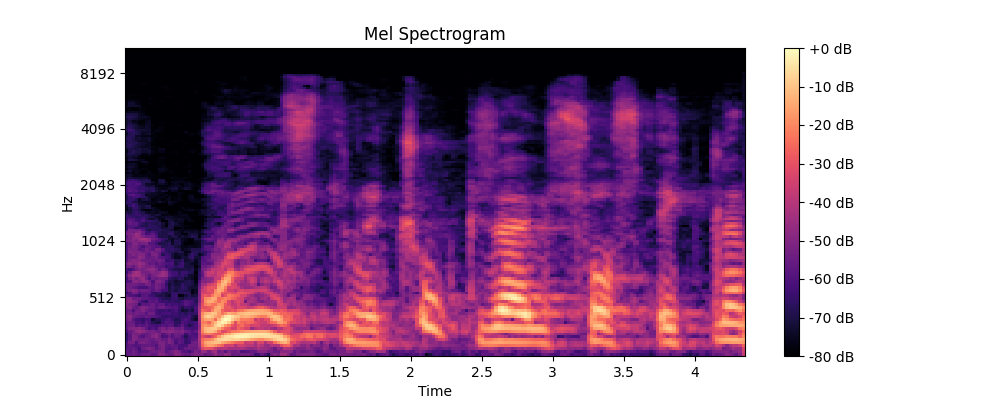 Mel Spectrogram
Hz
8192
4096
2048
1024
512
0
0 0.5 1 1.5 2 2.5 3 3.5 4
Time
+0 dB
-10 dB
-20 dB
-30 dB
-40 dB
-50 dB
-60 dB
-70 dB
-80 dB